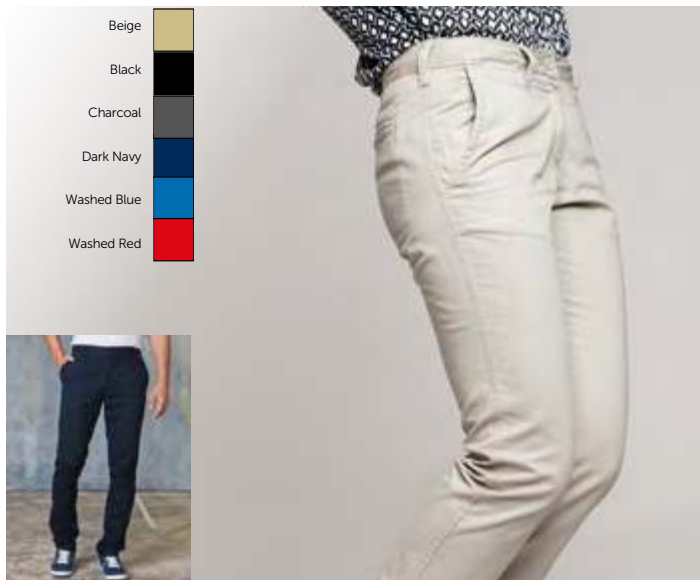 Beige
Black
Charcoal
Dark Navy
Washed Blue
Washed Red